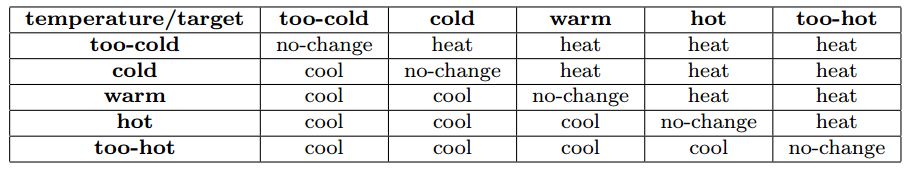 temperature/target too-cold cold warm hot too-hot
too-cold no-change heat heat heat heat
cold cool no-change heat heat heat
warm cool cool no-change heat heat
hot cool cool cool no-change heat
too-hot cool cool cool cool no-change